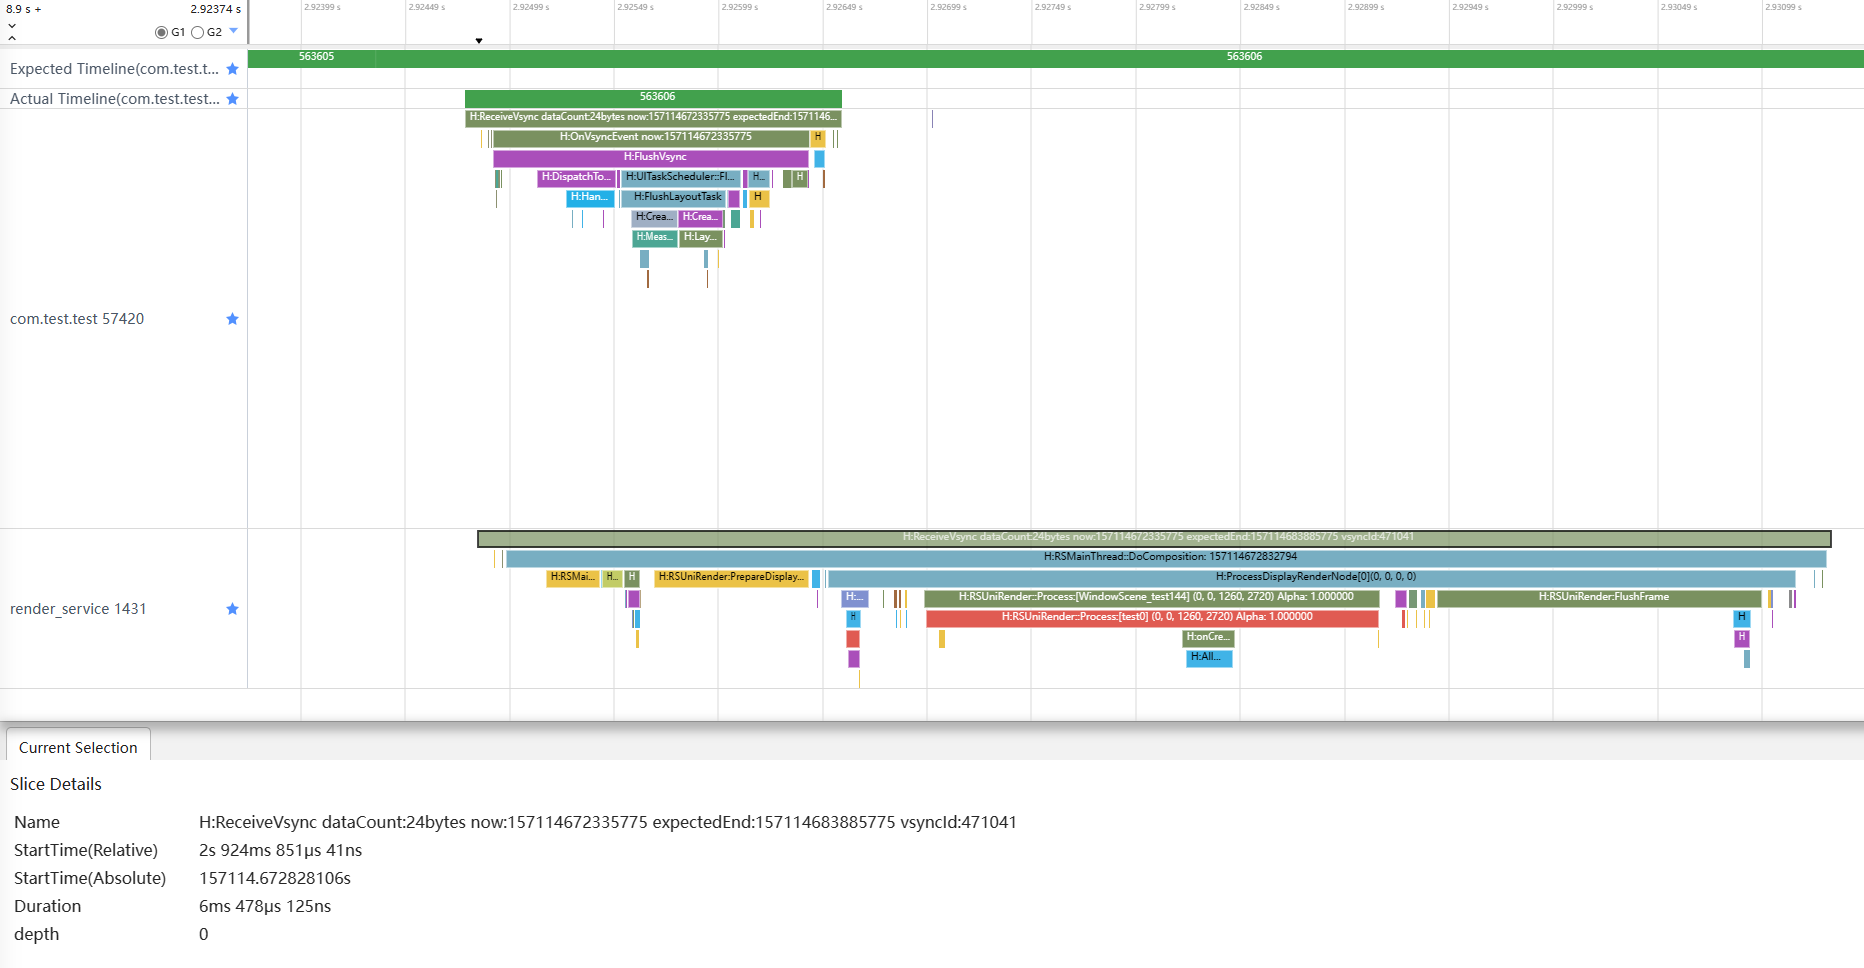 8.9 s + 2.92374 s 2.92399 s 2.92449 s 2.92499 s 2.92549 s 2.92599 s 2.92649 s 2.92699 s 2.92749 s 2.92799 s 2.92849 s 2.92899 s 2.92949 s 2.92999 s 2.93049 s 2.93099 s
G1 G2
Expected Timeline(com.test.t... 563605 563606
Actual Timeline(com.test.test... 563606
H:ReceiveVsync dataCount:24bytes now:157114672335775 expectedEnd:1571146...
H:OnVsyncEvent now:157114672335775 H
H:FlushVsync
H:DispatchTo... H:UITaskScheduler::Fl... H... H
H:Han... H:FlushLayoutTask H
H:Crea... H:Crea...
H:Meas... H:Lay...
com.test.test 57420
H:ReceiveVsync dataCount:24bytes now:157114672335775 expectedEnd:157114683885775 vsyncId:471041
H:RSMainThread::DoComposition: 157114672832794
H:RSMai... H... H H:RSUniRender:PrepareDisplay... H:ProcessDisplayRenderNode[0](0, 0, 0, 0)
H:... H:RSUniRender::Process:[WindowScene_test144] (0, 0, 1260, 2720) Alpha: 1.000000 H:RSUniRender:FlushFrame
render_service 1431 H H:RSUniRender::Process:[test0] (0, 0, 1260, 2720) Alpha: 1.000000 H
H:onCre... H
H:All...
Current Selection
Slice Details
Name H:ReceiveVsync dataCount:24bytes now:157114672335775 expectedEnd:157114683885775 vsyncId:471041
StartTime(Relative) 2s 924ms 851μs 41ns
StartTime(Absolute) 157114.672828106s
Duration 6ms 478μs 125ns
depth 0